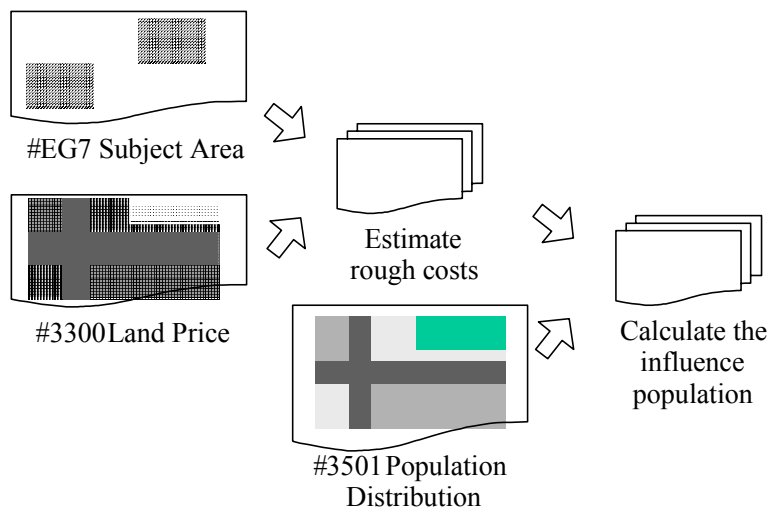 #EG7 Subject Area
#3300Land Price
Estimate
rough costs
#3501Population
Distribution
Calculate the
influence
population